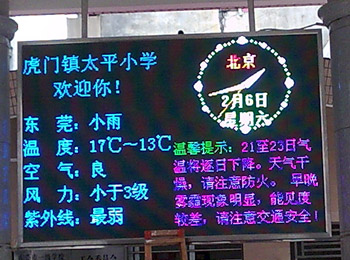 虎门镇太平小学
欢迎你！
北京
2月6日
星期六
东 莞：小雨
温 度：17℃～13℃
空 气：良
风 力：小于3级
紫外线：最弱
温馨提示：21至23日气
温将逐日下降。天气干
燥，请注意防火。早晚
雾霾现象明显，能见度
较差，请注意交通安全！